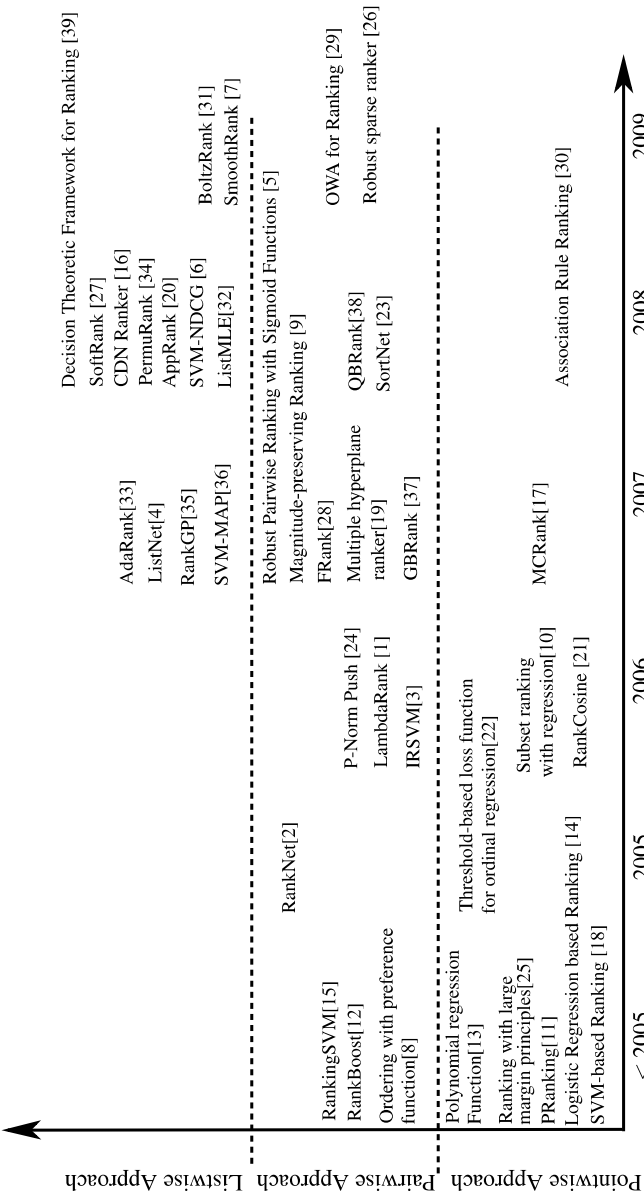 Listwise Approach
Decision Theoretic Framework for Ranking [39]
SoftRank [27]
CDN Ranker [16]
PermuRank [34]
AppRank [20]
SVM-NDCG [6]
ListMLE[32]
AdaRank[33]
ListNet[4]
RankGP[35]
SVM-MAP[36]
BoltzRank [31]
SmoothRank [7]
Pairwise Approach
RankingSVM[15]
RankBoost[12]
Ordering with preference
function[8]
RankNet[2]
P-Norm Push [24]
LambdaRank [1]
IRSVM[3]
Robust Pairwise Ranking with Sigmoid Functions [5]
Magnitude-preserving Ranking [9]
FRank[28]
Multiple hyperplane
ranker[19]
GBRank [37]
QBRank[38]
SortNet [23]
OWA for Ranking [29]
Robust sparse ranker [26]
Pointwise Approach
Polynomial regression
Function[13]
Ranking with large
margin principles[25]
PRanking[11]
Logistic Regression based Ranking [14]
SVM-based Ranking [18]
Threshold-based loss function
for ordinal regression[22]
Subset ranking
with regression[10]
RankCosine [21]
MCRank[17]
Association Rule Ranking [30]
< 2005
2005
2006
2007
2008
2009